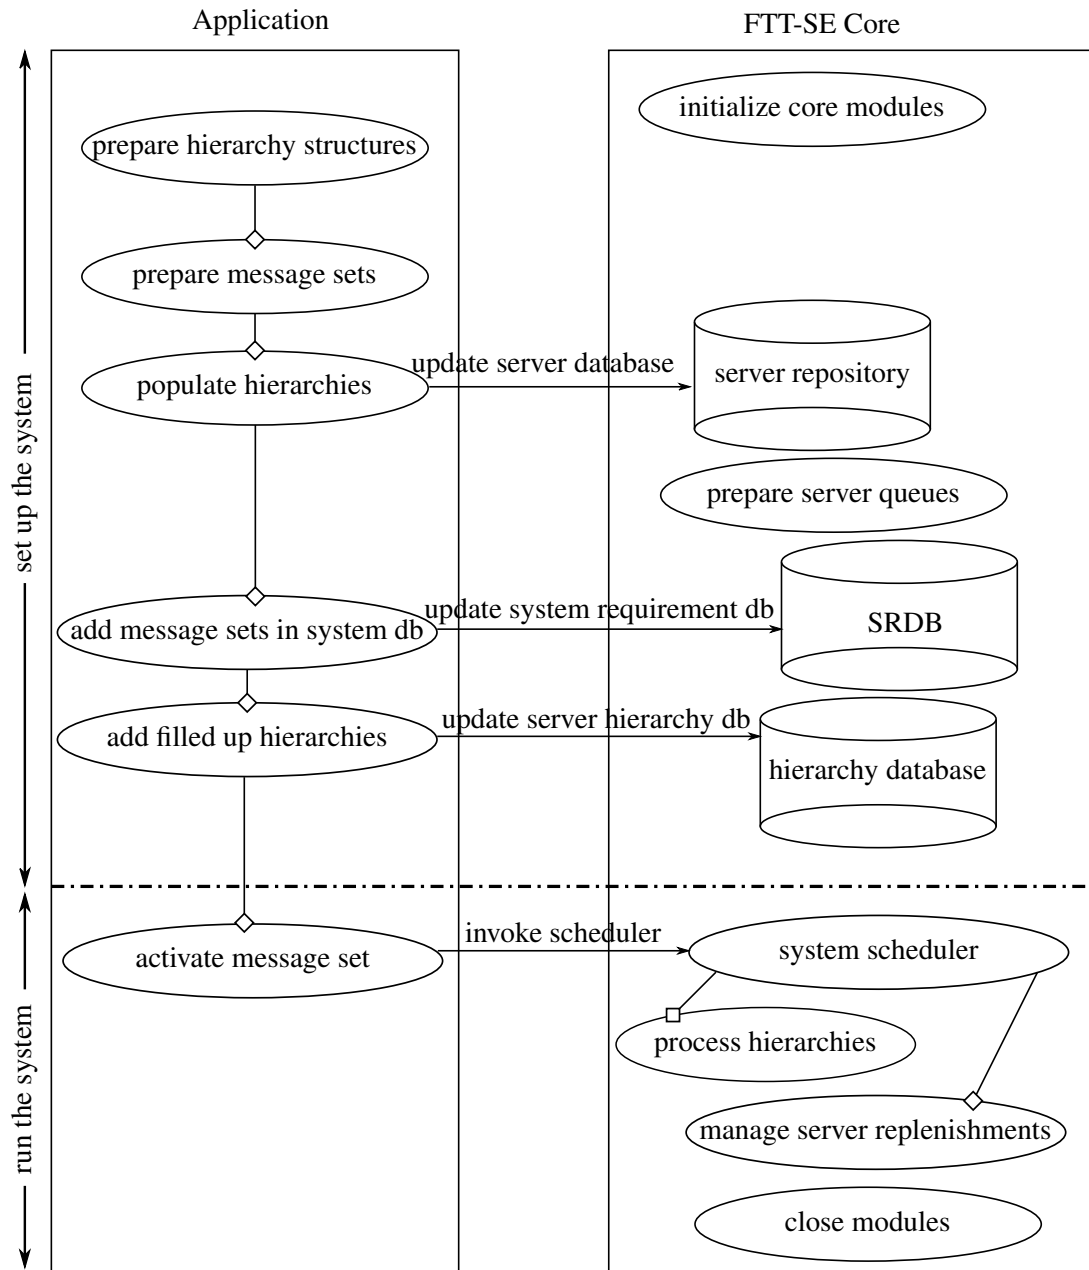 Application
FTT-SE Core
initialize core modules
prepare hierarchy structures
prepare message sets
update server database
server repository
populate hierarchies
set up the system
prepare server queues
update system requirement db
SRDB
add message sets in system db
update server hierarchy db
add filled up hierarchies
hierarchy database
invoke scheduler
system scheduler
activate message set
process hierarchies
run the system
manage server replenishments
close modules